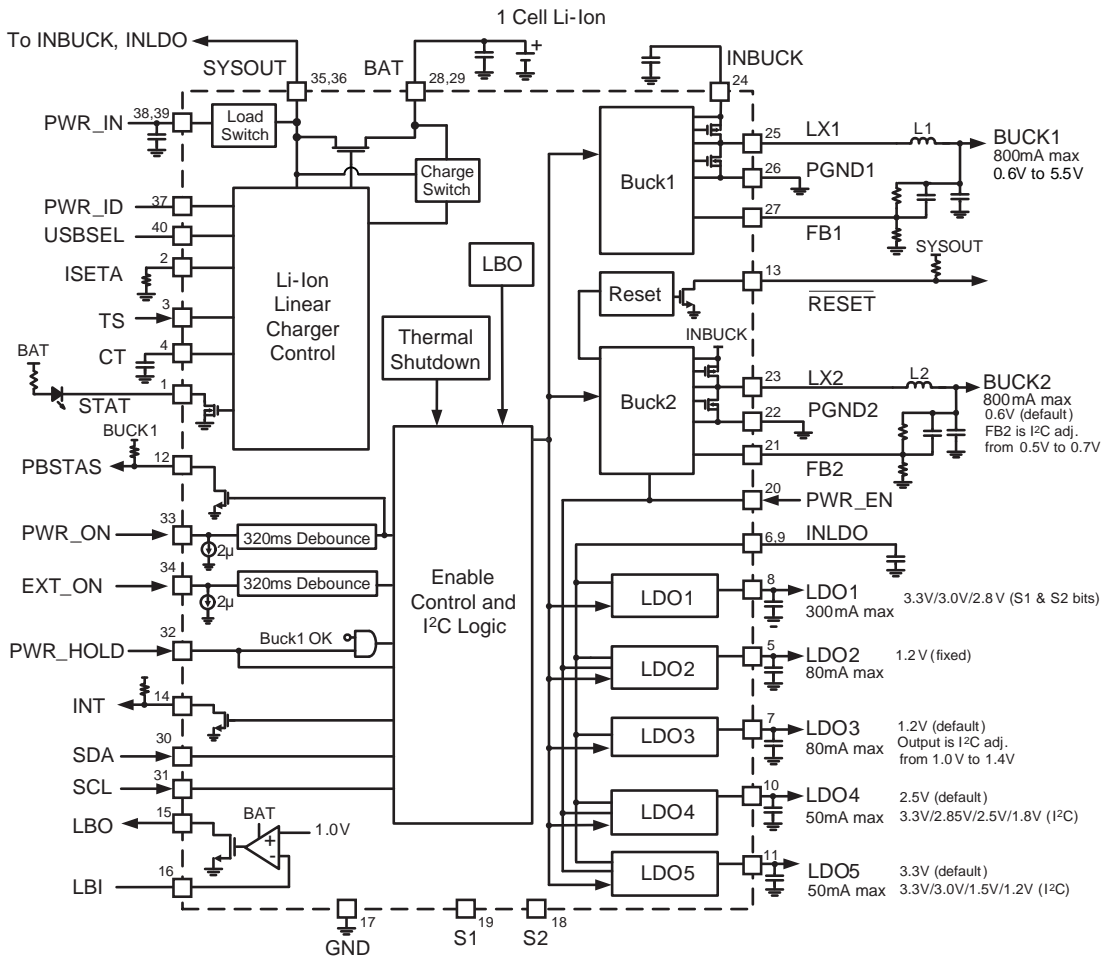 1 Cell Li-Ion
To INBUCK, INLDO
SYSOUT
35,36
BAT
28,29
INBUCK
24
PWR_IN
38,39
Load
Switch
Charge
Switch
PWR_ID
37
USBSEL
40
ISETA
2
TS
3
CT
4
BAT
STAT
1
Li-Ion
Linear
Charger
Control
Buck1
25
LX1
L1
BUCK1
800mA max
0.6V to 5.5V
26
PGND1
27
FB1
SYSOUT
LBO
Reset
13
RESET
Thermal
Shutdown
INBUCK
Buck2
23
LX2
L2
BUCK2
800mA max
0.6V (default)
FB2 is I²C adj.
from 0.5V to 0.7V
22
PGND2
21
FB2
20
PWR_EN
BUCK1
PBSTAS
12
PWR_ON
33
2µ
320ms Debounce
EXT_ON
34
2µ
320ms Debounce
PWR_HOLD
32
Buck1 OK
INT
14
SDA
30
SCL
31
LBO
15
BAT
+
-
1.0V
LBI
16
Enable
Control and
I²C Logic
6,9
INLDO
LDO1
8
LDO1
300mA max
3.3V/3.0V/2.8V (S1 & S2 bits)
LDO2
5
LDO2
80mA max
1.2V (fixed)
LDO3
7
LDO3
80mA max
1.2V (default)
Output is I²C adj.
from 1.0V to 1.4V
LDO4
10
LDO4
50mA max
2.5V (default)
3.3V/2.85V/2.5V/1.8V (I²C)
LDO5
11
LDO5
50mA max
3.3V (default)
3.3V/3.0V/1.5V/1.2V (I²C)
17
GND
19
S1
18
S2